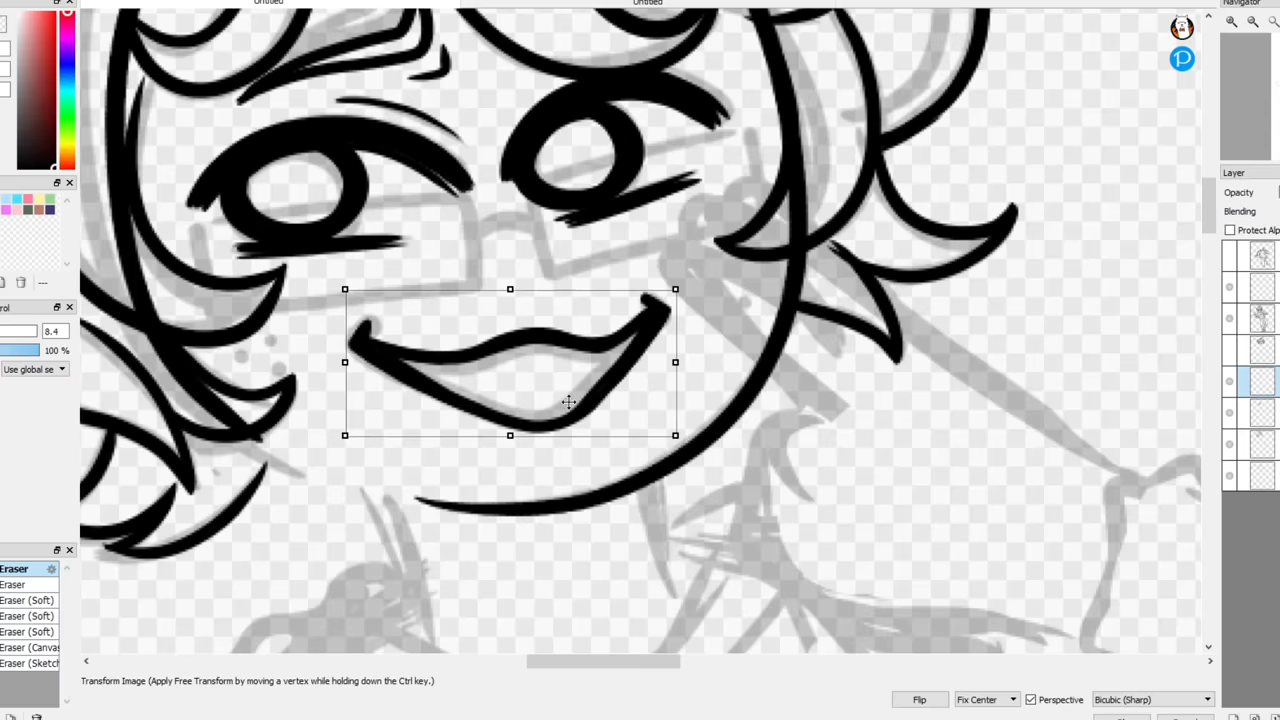 Untitled
Untitled
Navigator
rol
8.4
100 %
Use global se
Eraser
Eraser
Eraser (Soft)
Eraser (Soft)
Eraser (Soft)
Eraser (Canvas
Eraser (Sketch
Layer
Opacity
Blending
Protect Alp
Transform Image (Apply Free Transform by moving a vertex while holding down the Ctrl key.)
Flip
Fix Center
Perspective
Bicubic (Sharp)